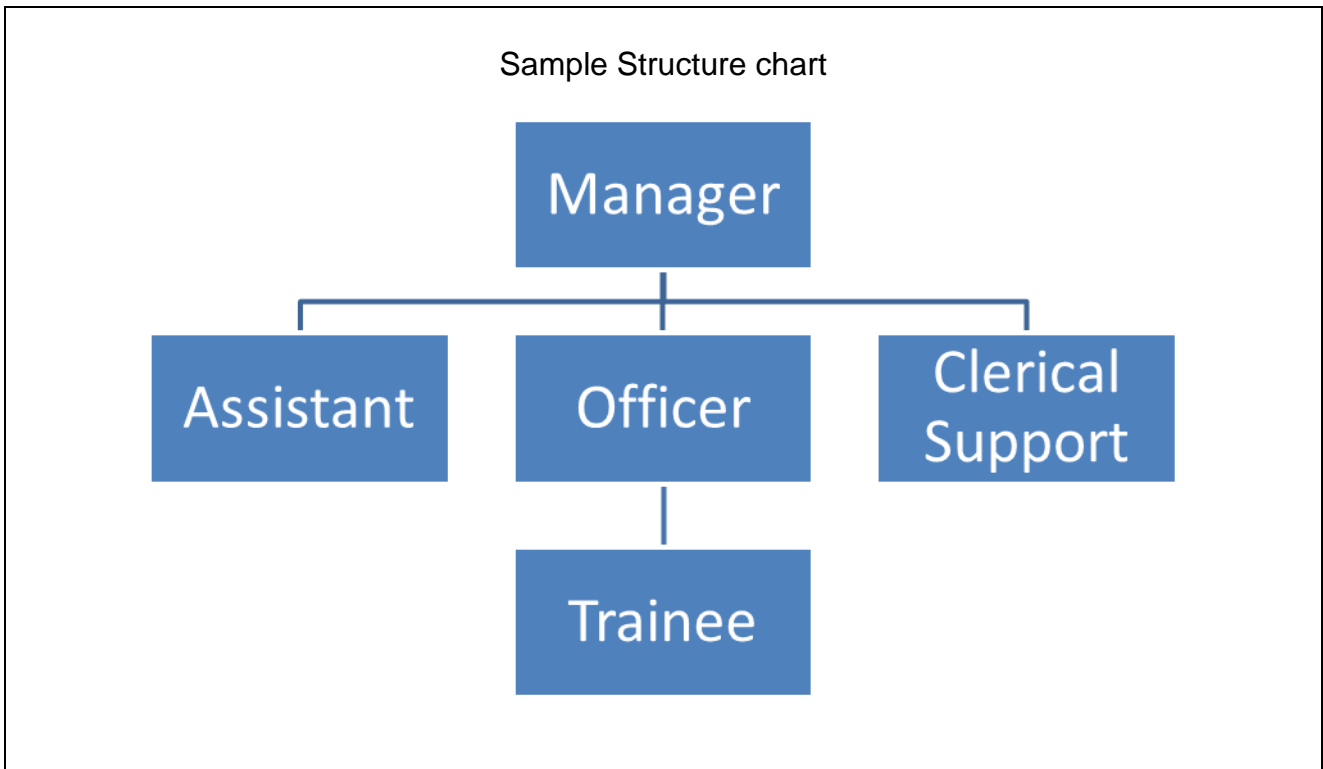 Sample Structure chart
Manager
Assistant
Officer
Clerical
Support
Trainee